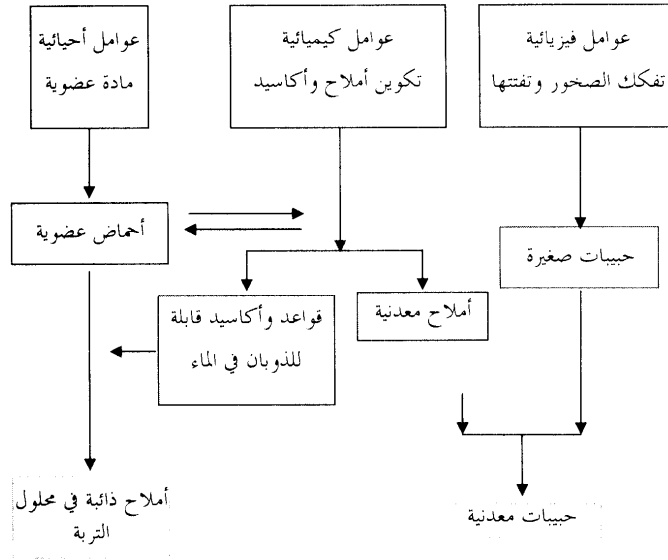 عوامل فيزيائية
تفكك الصخور وتفتتها
عوامل كيميائية
تكوين أملاح وأكاسيد
عوامل أحيائية
مادة عضوية
أحماض عضوية
حبيبات صغيرة
أملاح معدنية
قواعد وأكاسيد قابلة
للذوبان في الماء
حبيبات معدنية
أملاح ذائبة في محلول
التربة